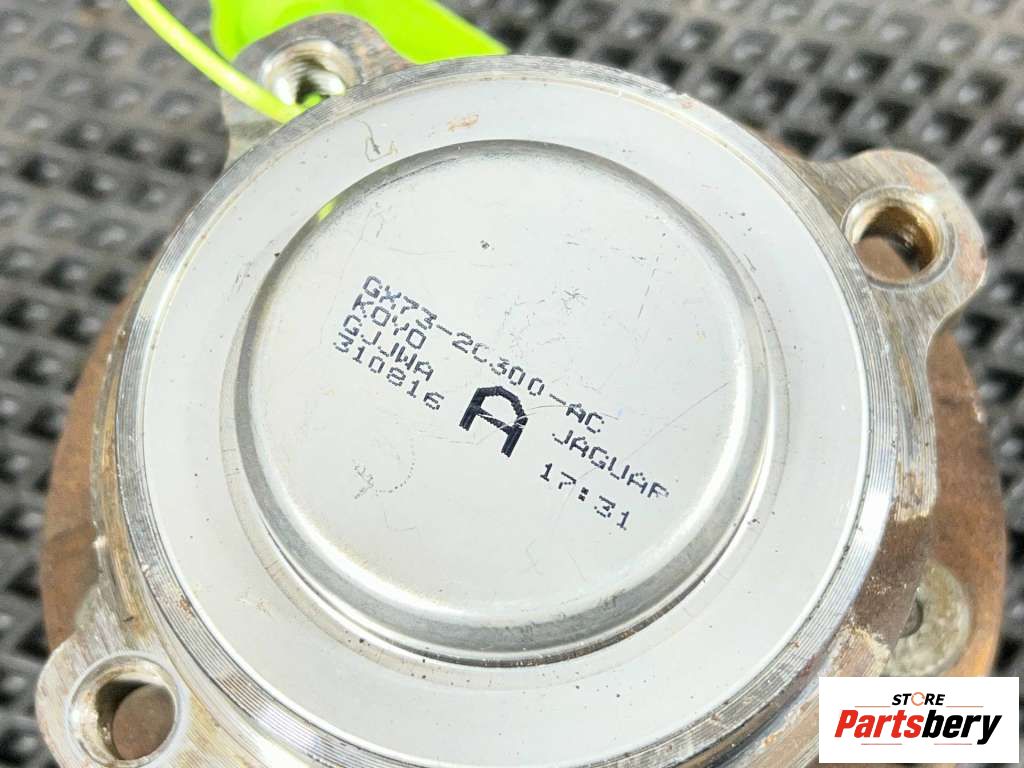 GX73-2C300-AC
KOYO JAGUAR
GJJWA
310816 A 17:31
STORE
Partsbery